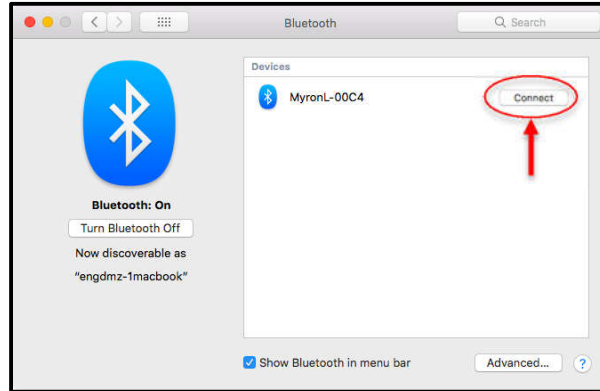 Bluetooth
Search
Devices
MyronL-00C4
Connect
Bluetooth: On
Turn Bluetooth Off
Now discoverable as
"engdmz-1macbook"
Show Bluetooth in menu bar
Advanced...
?